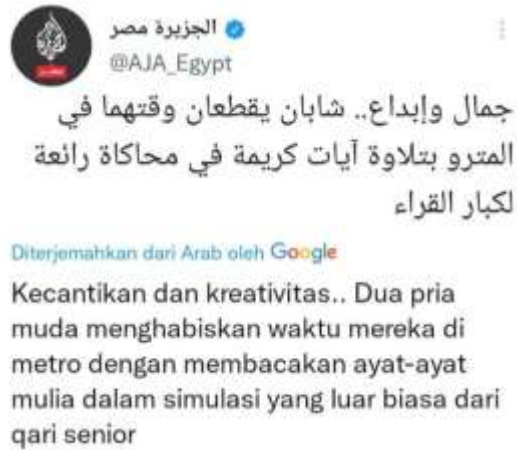 الجزيرة مصر
@AJA_Egypt
جمال وإبداع.. شابان يقطعان وقتهما في
المترو بتلاوة آيات كريمة في محاكاة رائعة
لكبار القراء
Diterjemahkan dari Arab oleh Google
Kecantikan dan kreativitas.. Dua pria
muda menghabiskan waktu mereka di
metro dengan membacakan ayat-ayat
mulia dalam simulasi yang luar biasa dari
qari senior